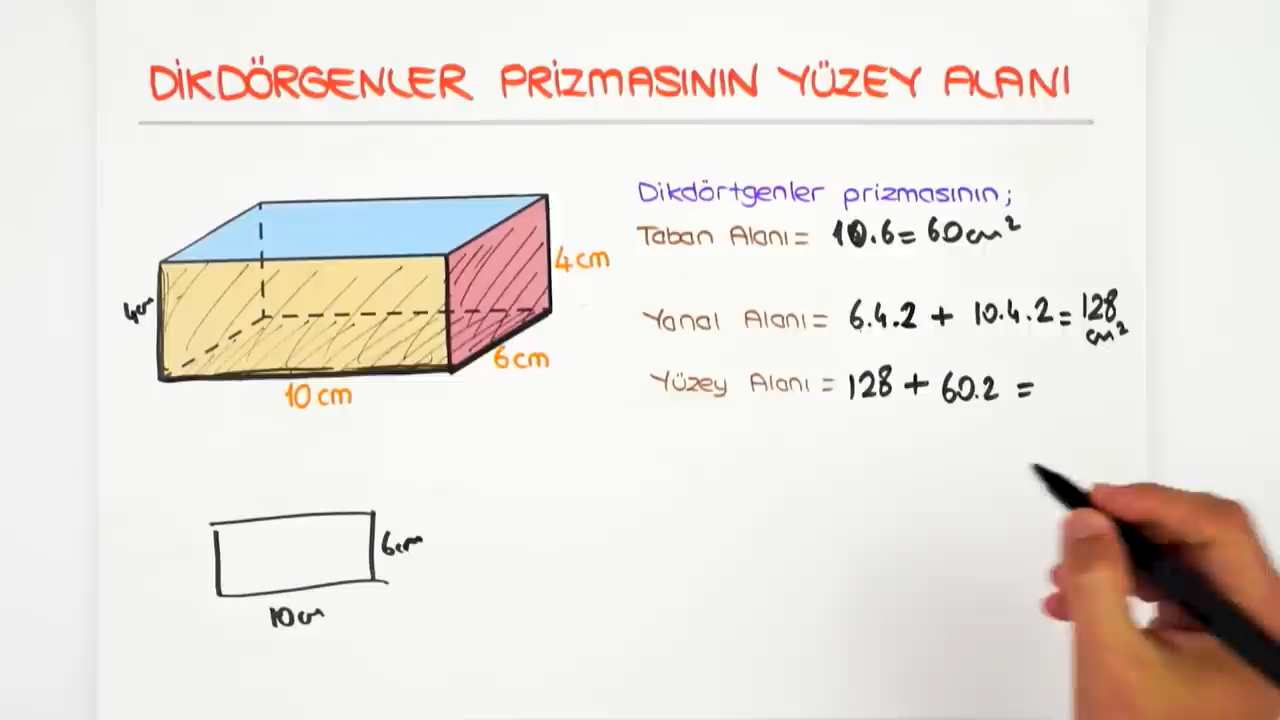 DİKDÖRGENLER PRİZMASININ YÜZEY ALANI
Dikdörtgenler prizmasının;
Taban Alanı = 10.6 = 60 cm²
4cm
4cm
Yanal Alanı = 6.4.2 + 10.4.2 = 128 cm²
6cm
10 cm
Yüzey Alanı = 128 + 60.2 =
6cm
10cm